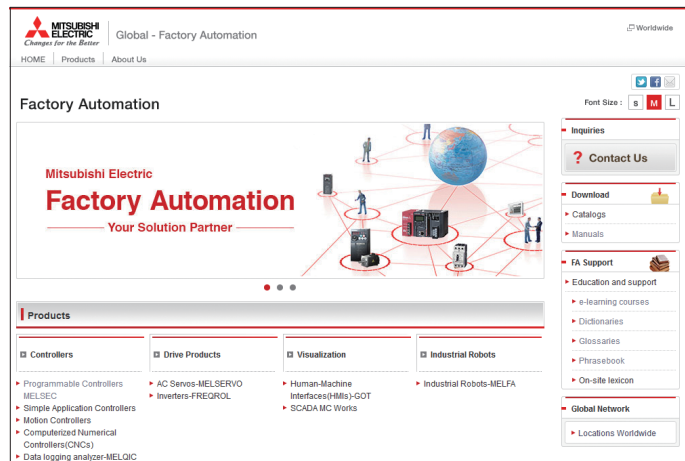 MITSUBISHI
ELECTRIC
Changes for the Better
Global - Factory Automation
Worldwide
HOME
Products
About Us
Factory Automation
Font Size :
S
M
L
Mitsubishi Electric
Factory Automation
Your Solution Partner
Inquiries
? Contact Us
Download
Catalogs
Manuals
FA Support
Education and support
e-learning courses
Dictionaries
Glossaries
Phrasebook
On-site lexicon
Global Network
Locations Worldwide
Products
Controllers
Programmable Controllers
MELSEC
Simple Application Controllers
Motion Controllers
Computerized Numerical
Controllers(CNCs)
Data logging analyzer-MELQIC
Drive Products
AC Servos-MELSERVO
Inverters-FREQROL
Visualization
Human-Machine
Interfaces(HMIs)-GOT
SCADA MC Works
Industrial Robots
Industrial Robots-MELFA